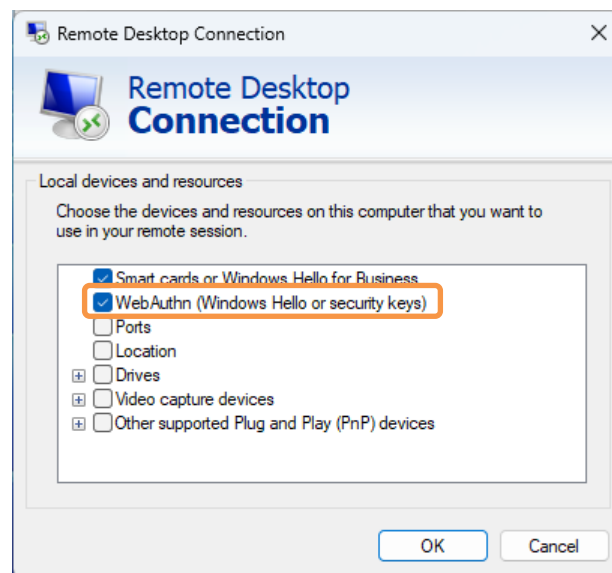 Remote Desktop Connection
Remote Desktop
Connection
Local devices and resources
Choose the devices and resources on this computer that you want to
use in your remote session.
Smart cards or Windows Hello for Business
WebAuthn (Windows Hello or security keys)
Ports
Location
Drives
Video capture devices
Other supported Plug and Play (PnP) devices
OK Cancel